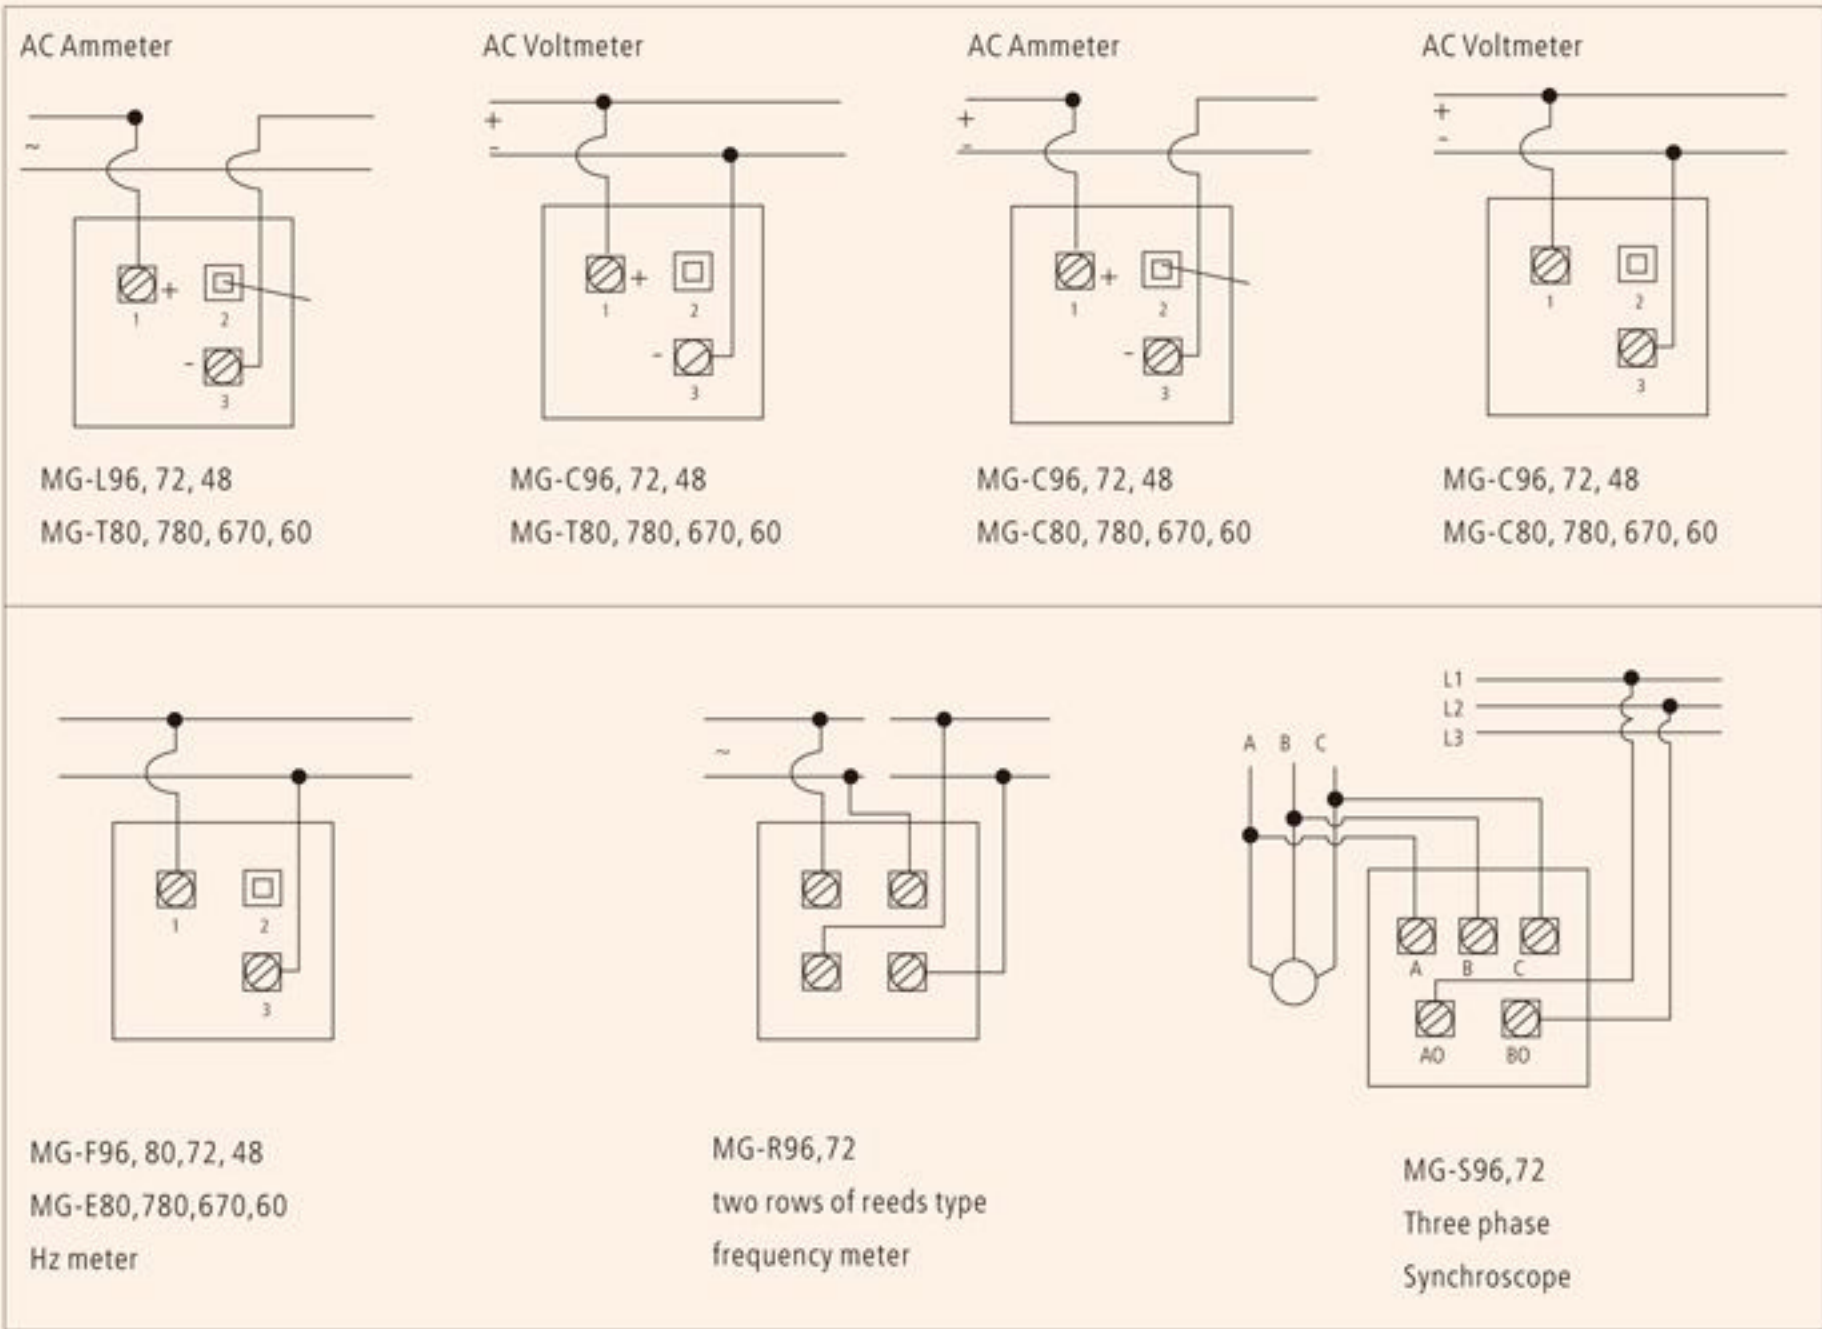 AC Ammeter
AC Voltmeter
AC Ammeter
AC Voltmeter
~
+
-
+
-
+
-
+
1
2
-
3
+
1
2
-
3
+
1
2
-
3
1
2
3
MG-L96, 72, 48
MG-T80, 780, 670, 60
MG-C96, 72, 48
MG-T80, 780, 670, 60
MG-C96, 72, 48
MG-C80, 780, 670, 60
MG-C96, 72, 48
MG-C80, 780, 670, 60
1
2
3
~
L1
L2
L3
A B C
A B C
AO BO
MG-F96, 80,72, 48
MG-E80,780,670,60
Hz meter
MG-R96,72
two rows of reeds type
frequency meter
MG-S96,72
Three phase
Synchroscope